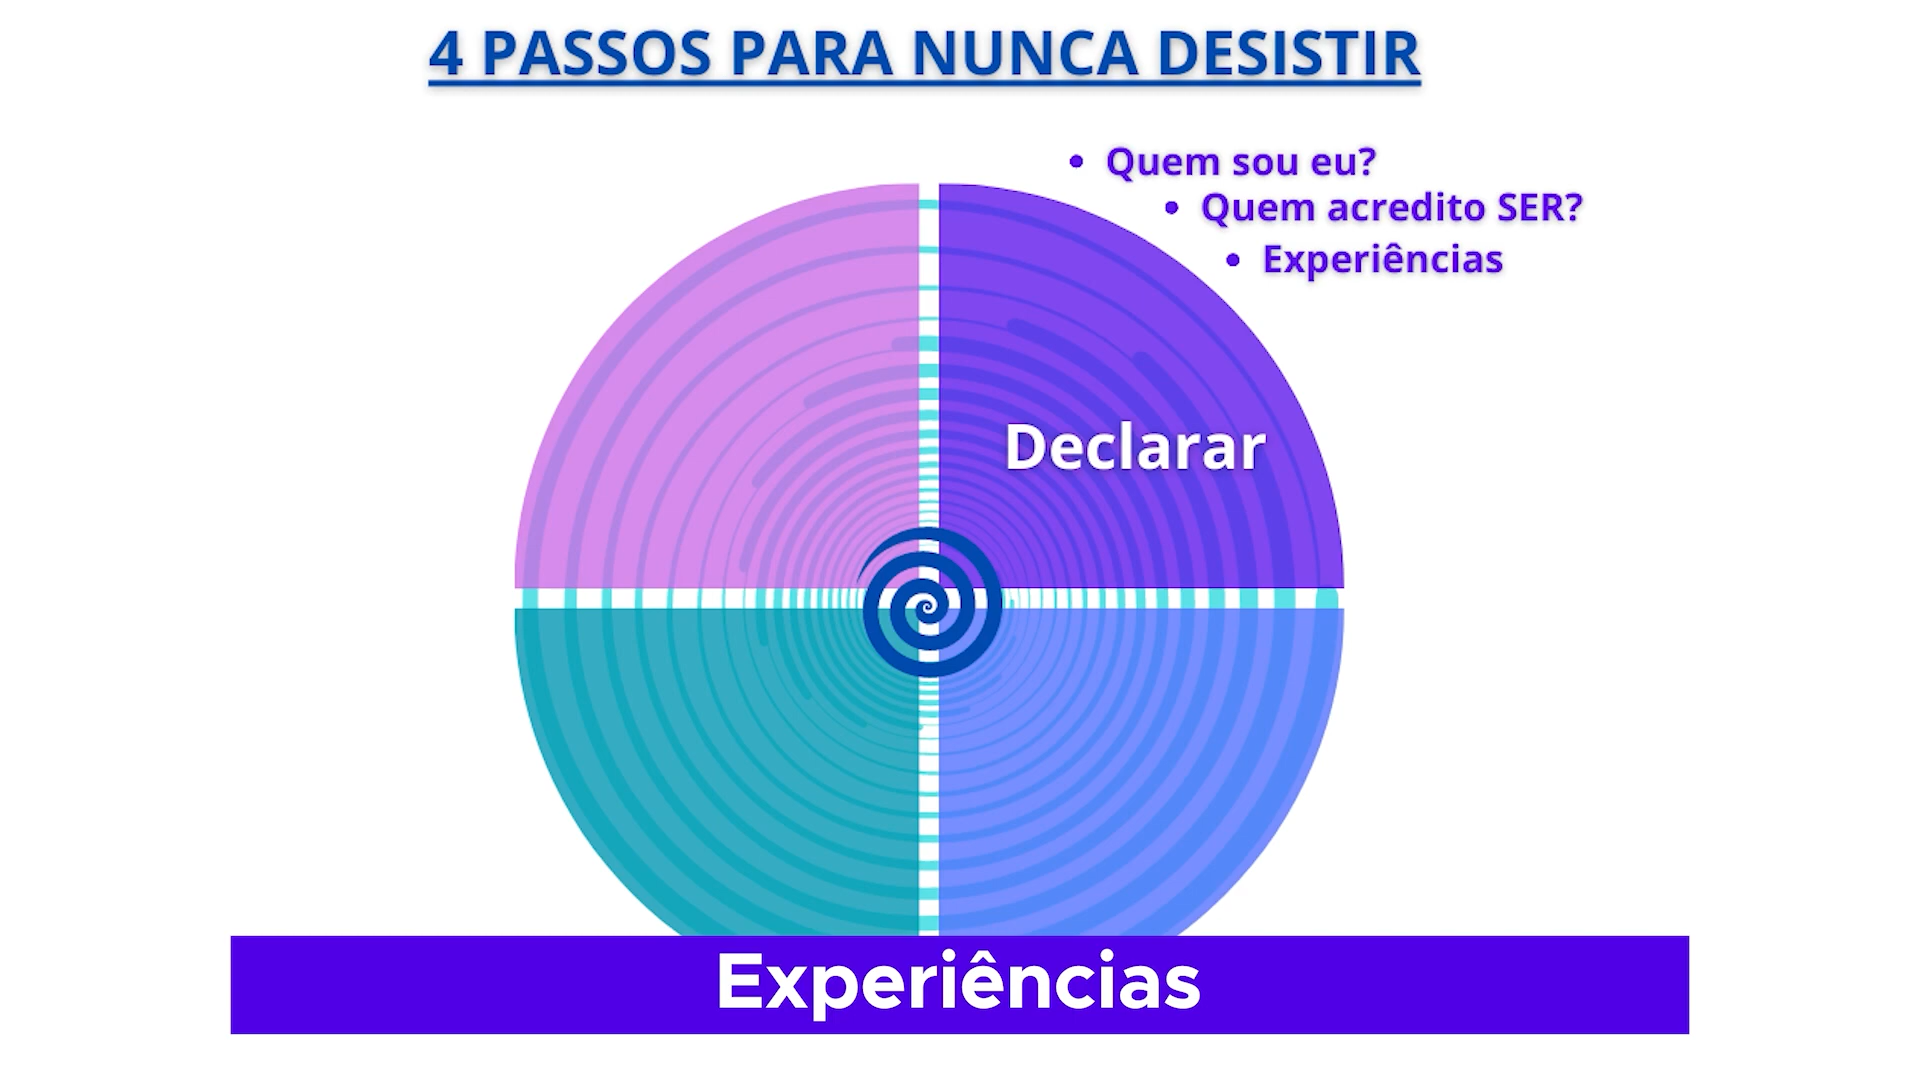 4 PASSOS PARA NUNCA DESISTIR
• Quem sou eu?
• Quem acredito SER?
• Experiências
Declarar
Experiências